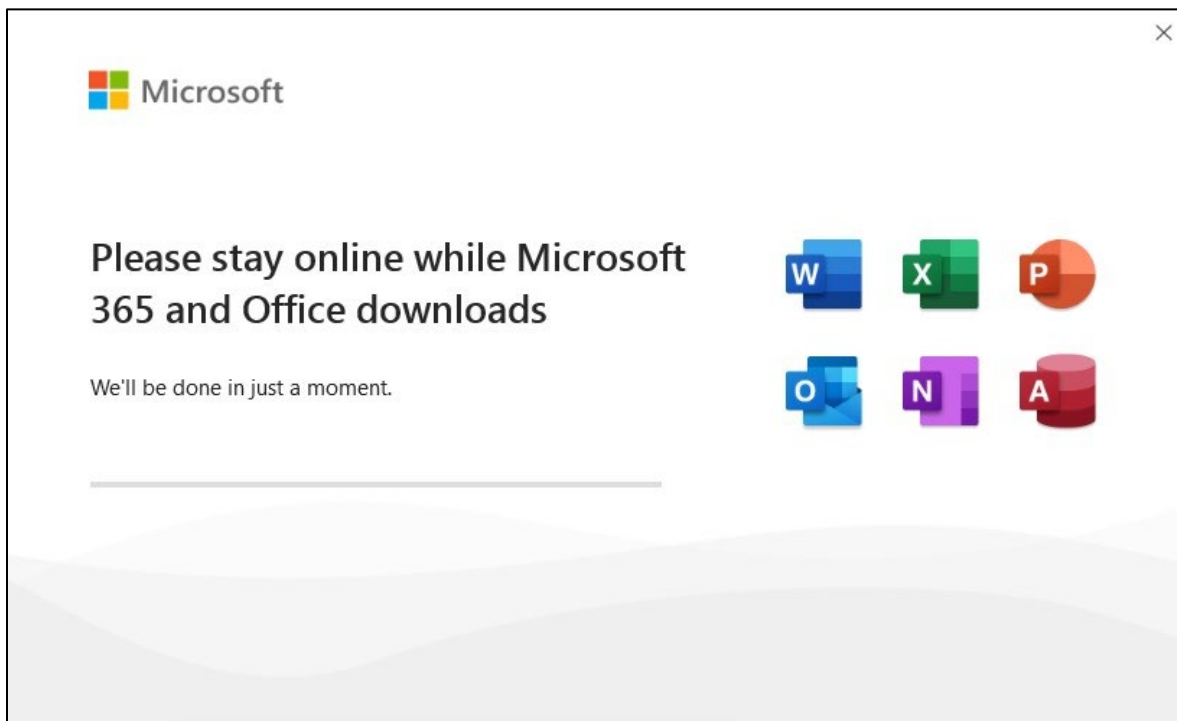 Microsoft
Please stay online while Microsoft
365 and Office downloads
We'll be done in just a moment.
W X P
O N A